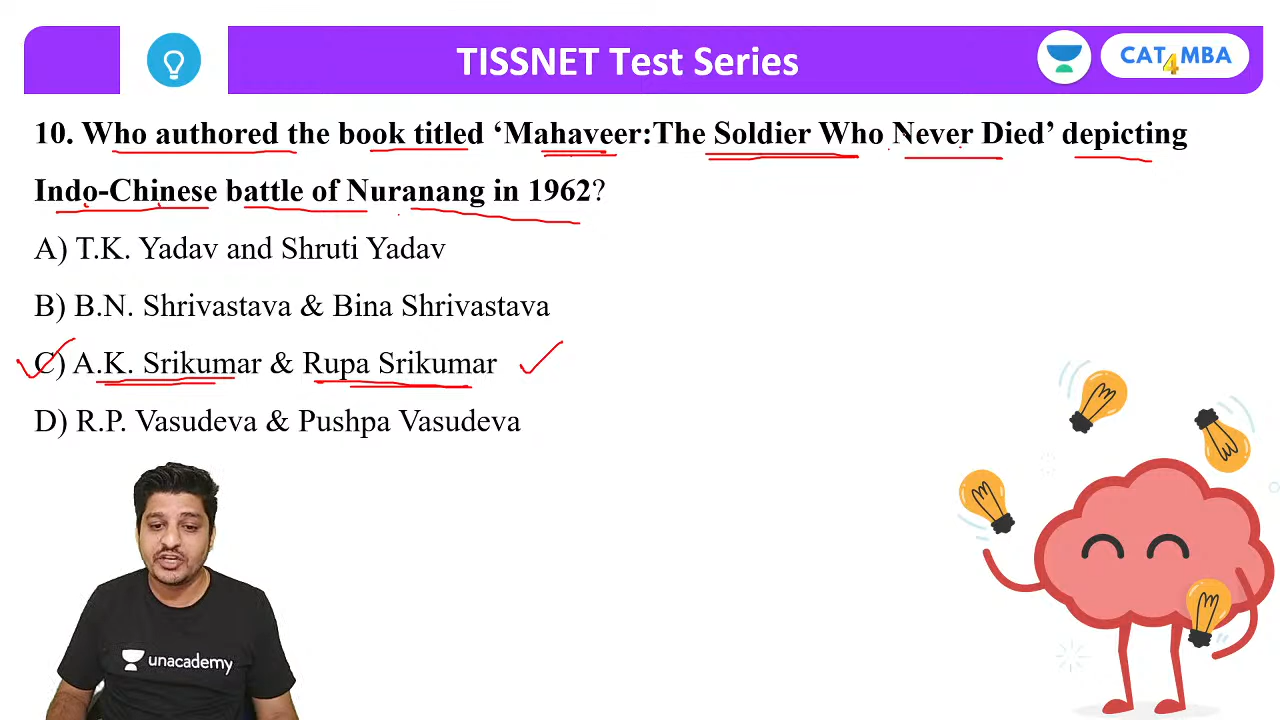 TISSNET Test Series
CAT4MBA
10. Who authored the book titled ‘Mahaveer:The Soldier Who Never Died’ depicting
Indo-Chinese battle of Nuranang in 1962?
A) T.K. Yadav and Shruti Yadav
B) B.N. Shrivastava & Bina Shrivastava
C) A.K. Srikumar & Rupa Srikumar
D) R.P. Vasudeva & Pushpa Vasudeva
unacademy